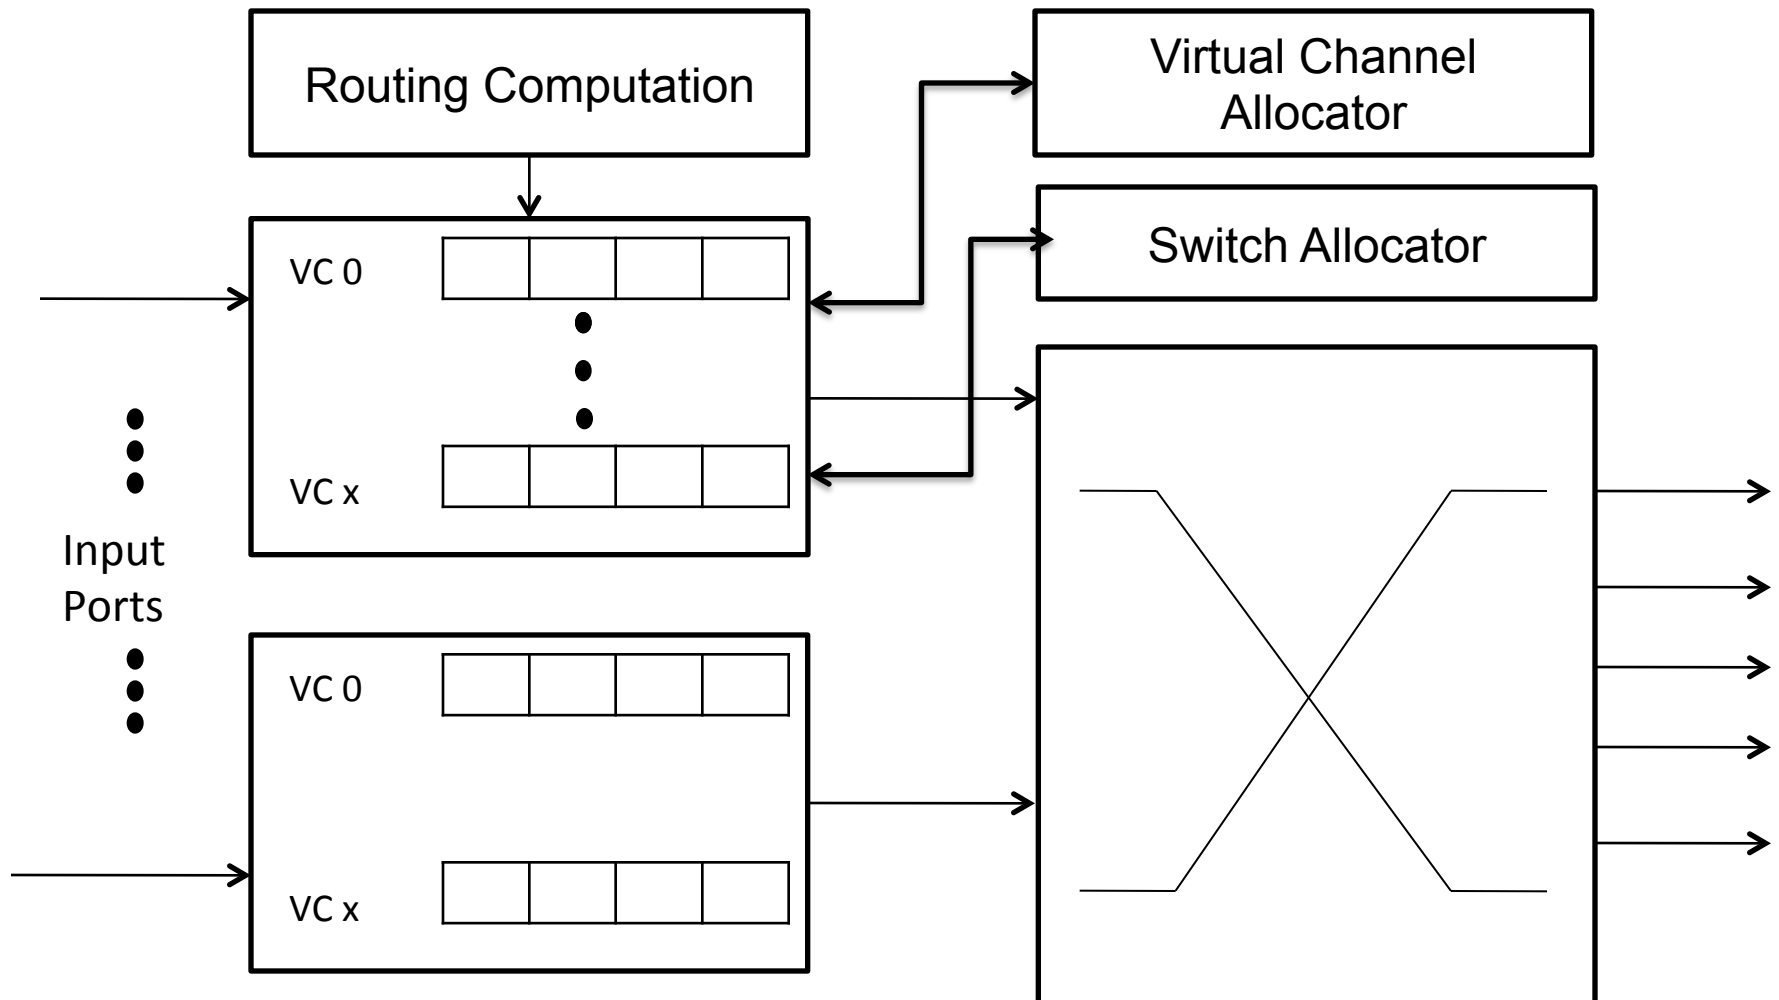 Routing Computation
Virtual Channel
Allocator
Switch Allocator
VC 0
VC x
Input
Ports
VC 0
VC x